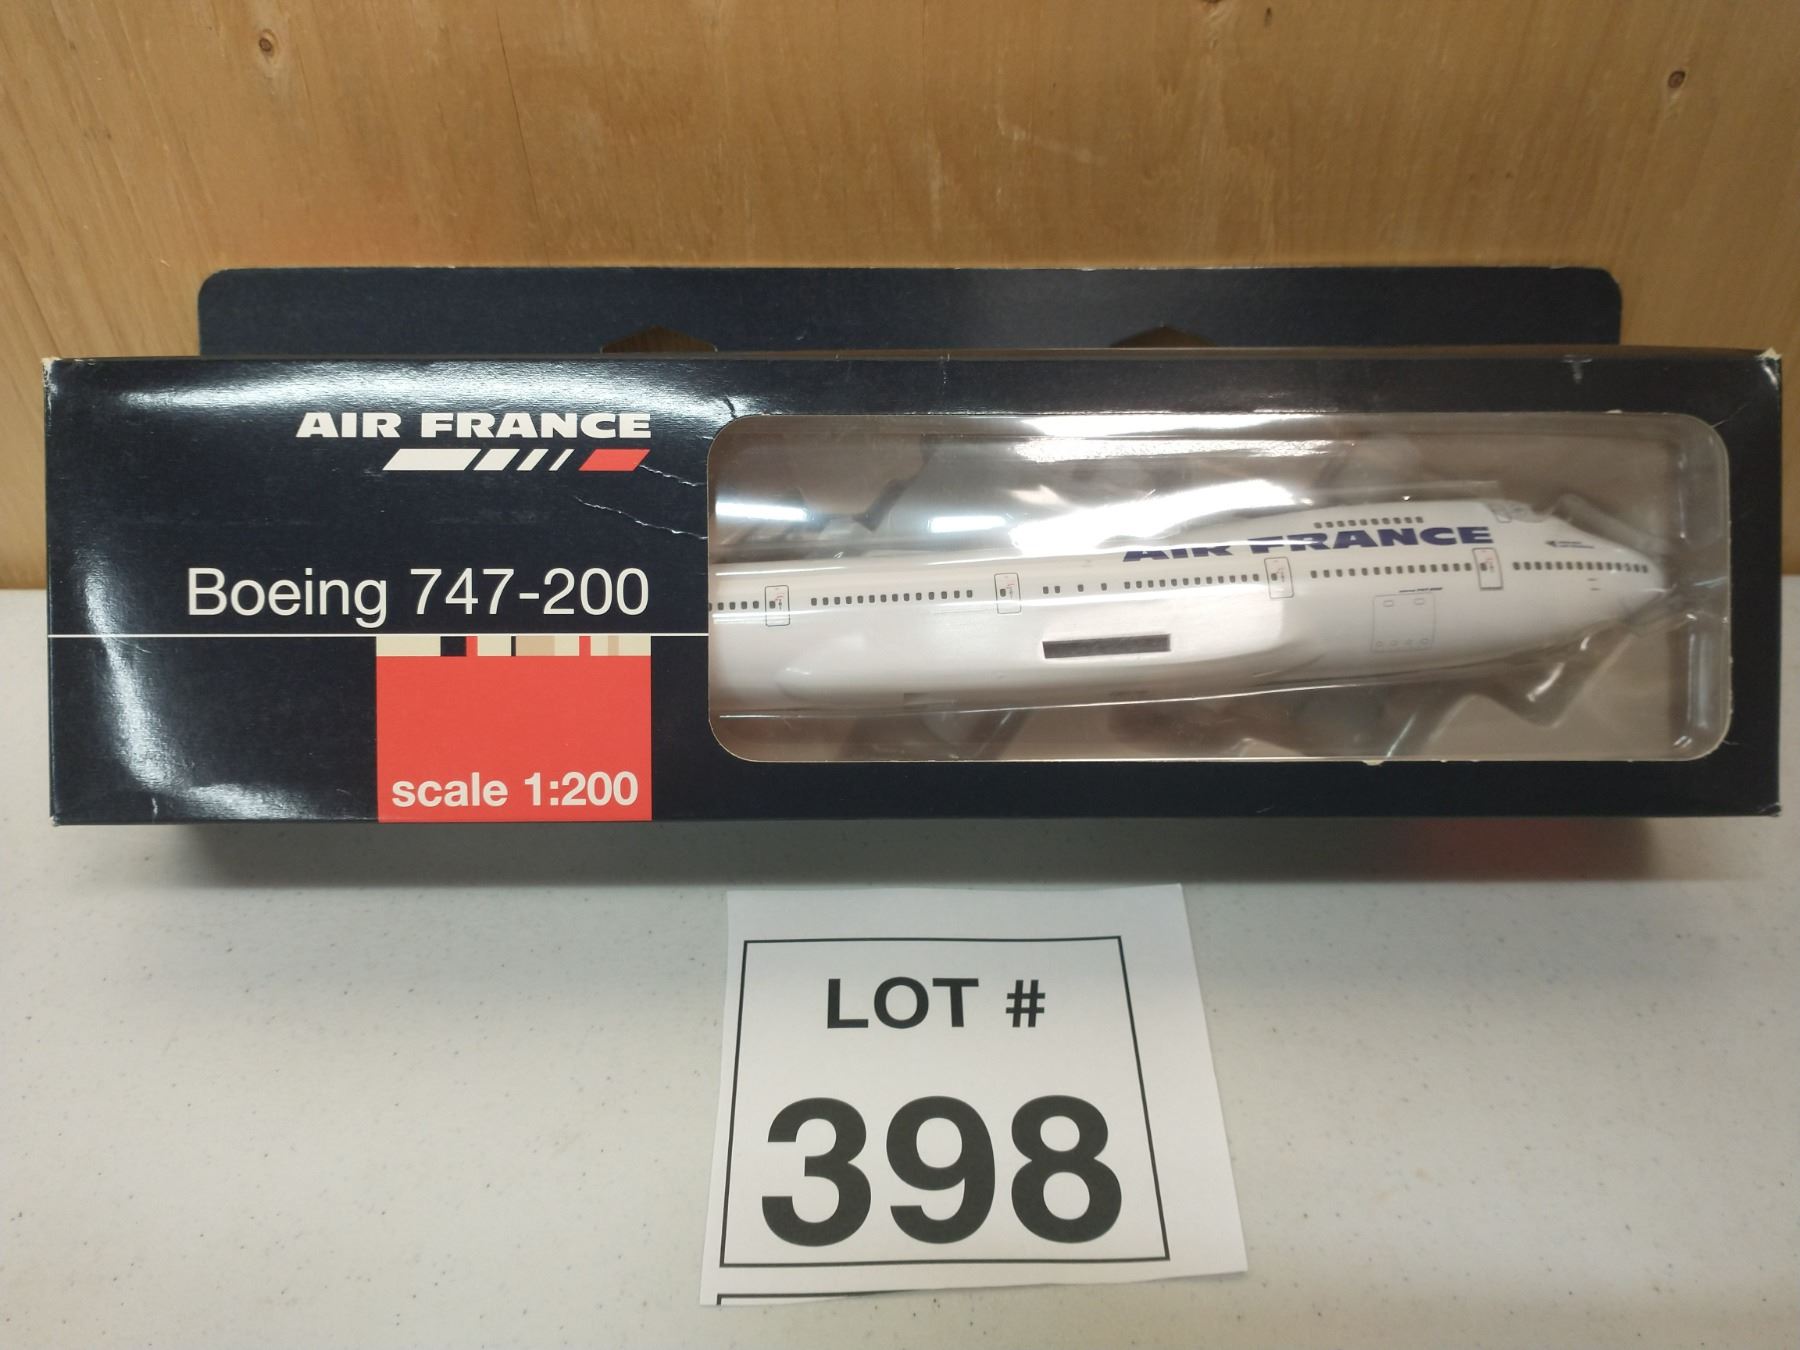 AIR FRANCE
Boeing 747-200
scale 1:200
AIR FRANCE
LOT #
398